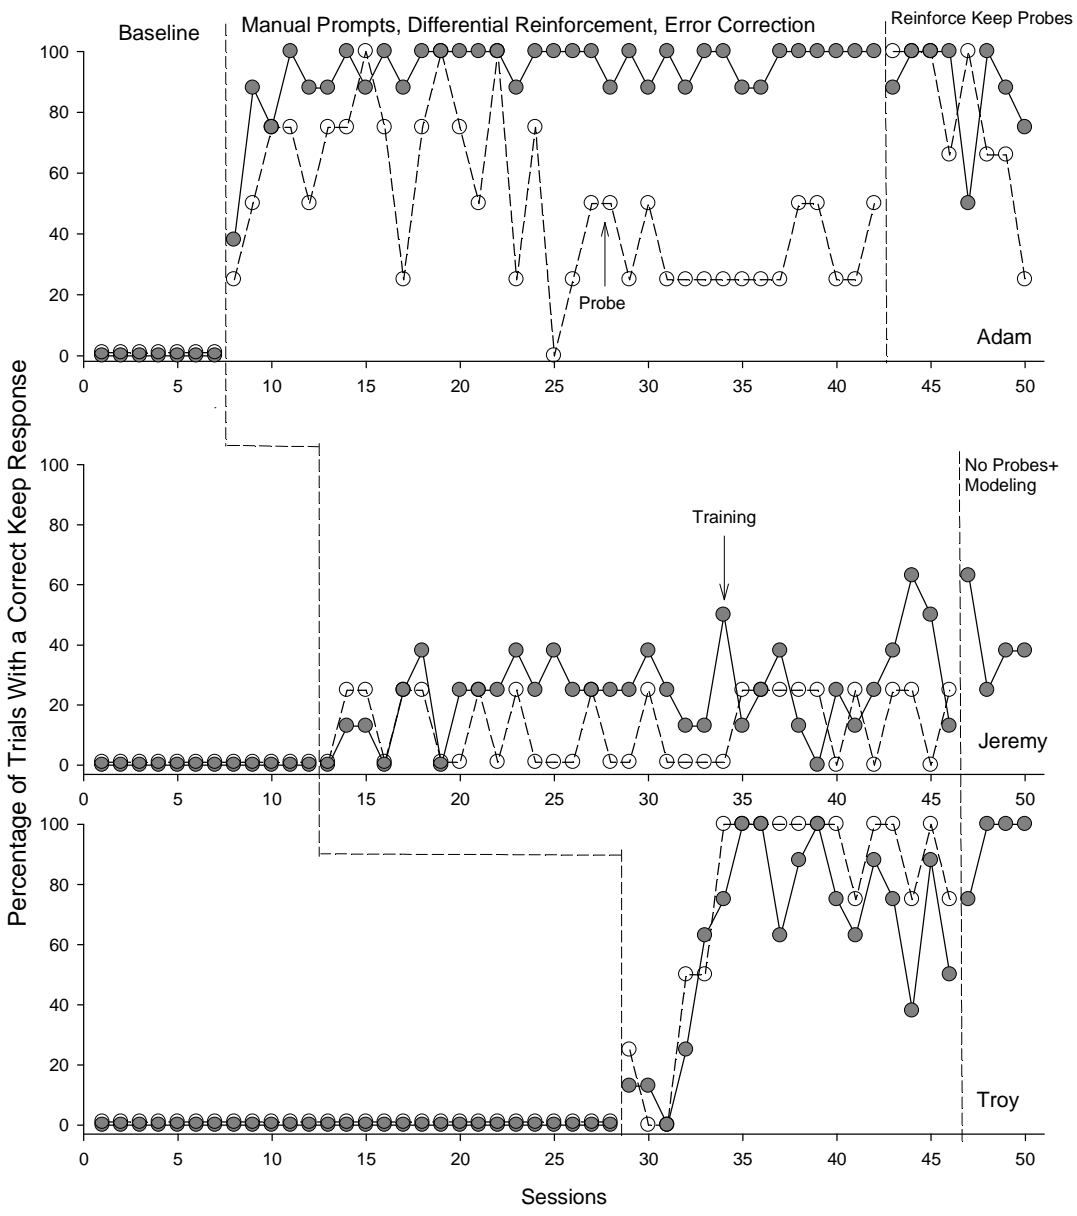 Baseline
Manual Prompts, Differential Reinforcement, Error Correction
Reinforce Keep Probes
100
80
60
40
20
0
Probe
Adam
0 5 10 15 20 25 30 35 40 45 50
Percentage of Trials With a Correct Keep Response
100
80
60
40
20
0
No Probes+
Modeling
Training
Jeremy
0 5 10 15 20 25 30 35 40 45 50
100
80
60
40
20
0
Troy
0 5 10 15 20 25 30 35 40 45 50
Sessions